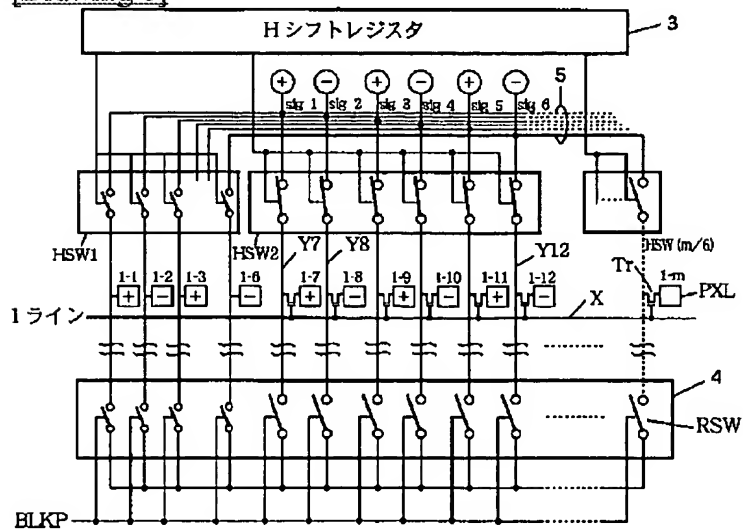 Hシフトレジスタ
3
+ − + − + −
sig 1 sig 2 sig 3 sig 4 sig 5 sig 6
5
HSW1
HSW2
HSW (m/6)
Y7
Y8
Y12
Tr
1-1 1-2 1-3 1-6 1-7 1-8 1-9 1-10 1-11 1-12 1-m
+ − + − + − + − + −
PXL
1ライン
X
4
RSW
BLKP